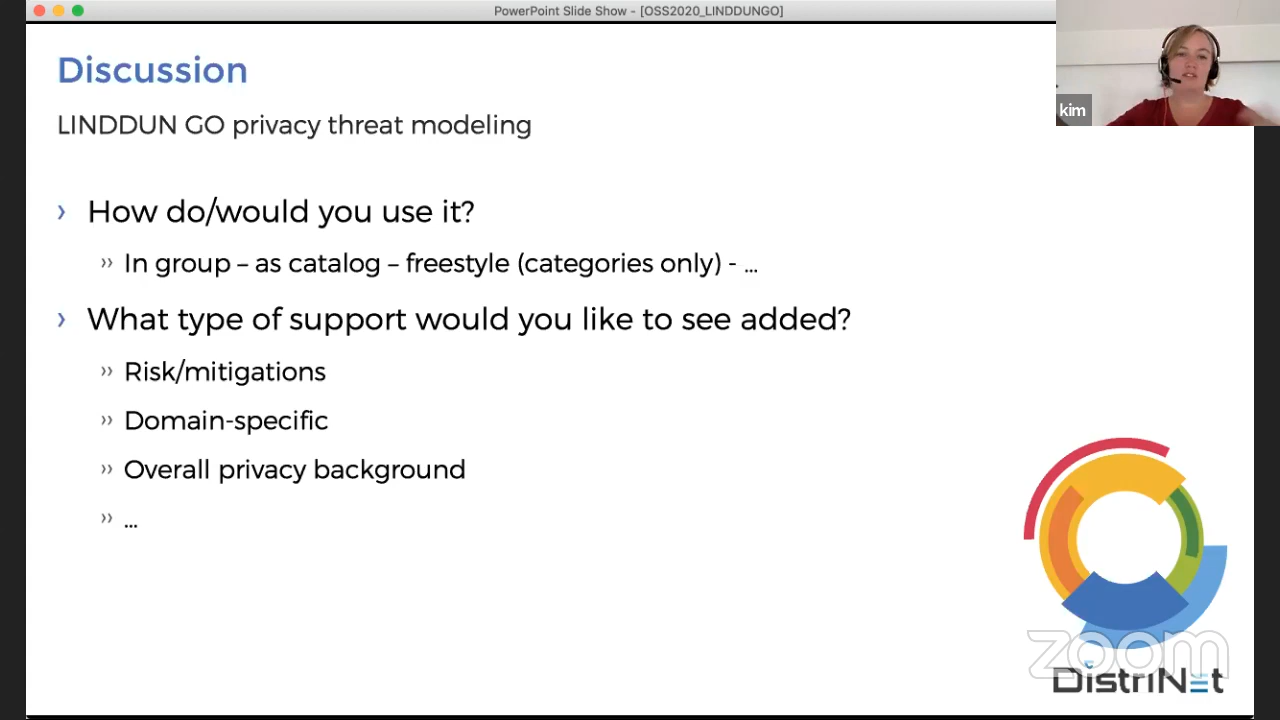 PowerPoint Slide Show - [OSS2020_LINDDUNGO]
kim
Discussion
LINDDUN GO privacy threat modeling
› How do/would you use it?
›› In group – as catalog – freestyle (categories only) - ...
› What type of support would you like to see added?
›› Risk/mitigations
›› Domain-specific
›› Overall privacy background
›› ...
zoom
DistriNet